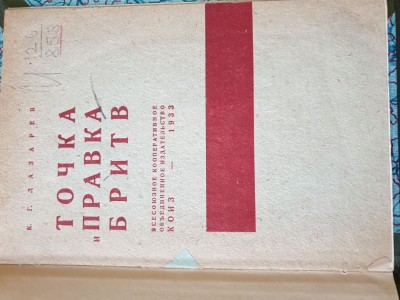 К. Г. ЛАЗАРЕВ
ТОЧКА
И ПРАВКА
БРИТВ
ВСЕСОЮЗНОЕ КООПЕРАТИВНОЕ
ОБЪЕДИНЕННОЕ ИЗДАТЕЛЬСТВО
КОИЗ — 1933